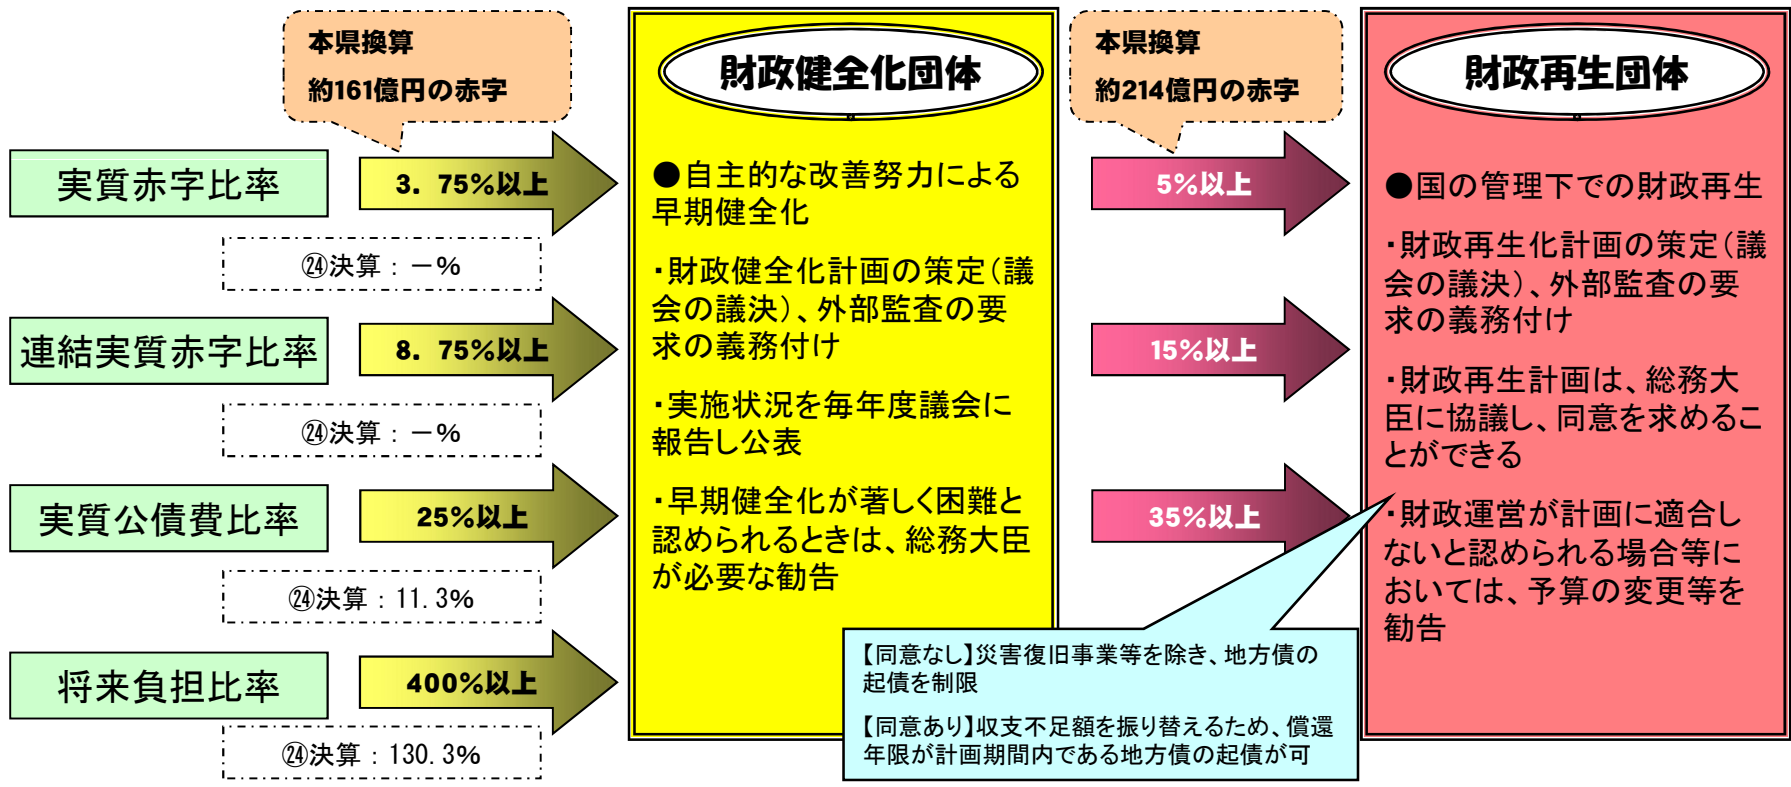 本県換算
約161億円の赤字
実質赤字比率
3．75%以上
㉔決算：－%
連結実質赤字比率
8．75%以上
㉔決算：－%
実質公債費比率
25%以上
㉔決算：11.3%
将来負担比率
400%以上
㉔決算：130.3%
財政健全化団体
●自主的な改善努力による
早期健全化
・財政健全化計画の策定（議
会の議決）、外部監査の要
求の義務付け
・実施状況を毎年度議会に
報告し公表
・早期健全化が著しく困難と
認められるときは、総務大臣
が必要な勧告
本県換算
約214億円の赤字
5%以上
15%以上
35%以上
財政再生団体
●国の管理下での財政再生
・財政再生化計画の策定（議
会の議決）、外部監査の要
求の義務付け
・財政再生計画は、総務大
臣に協議し、同意を求めるこ
とができる
・財政運営が計画に適合し
ないと認められる場合等に
おいては、予算の変更等を
勧告
【同意なし】災害復旧事業等を除き、地方債の
起債を制限
【同意あり】収支不足額を振り替えるため、償還
年限が計画期間内である地方債の起債が可